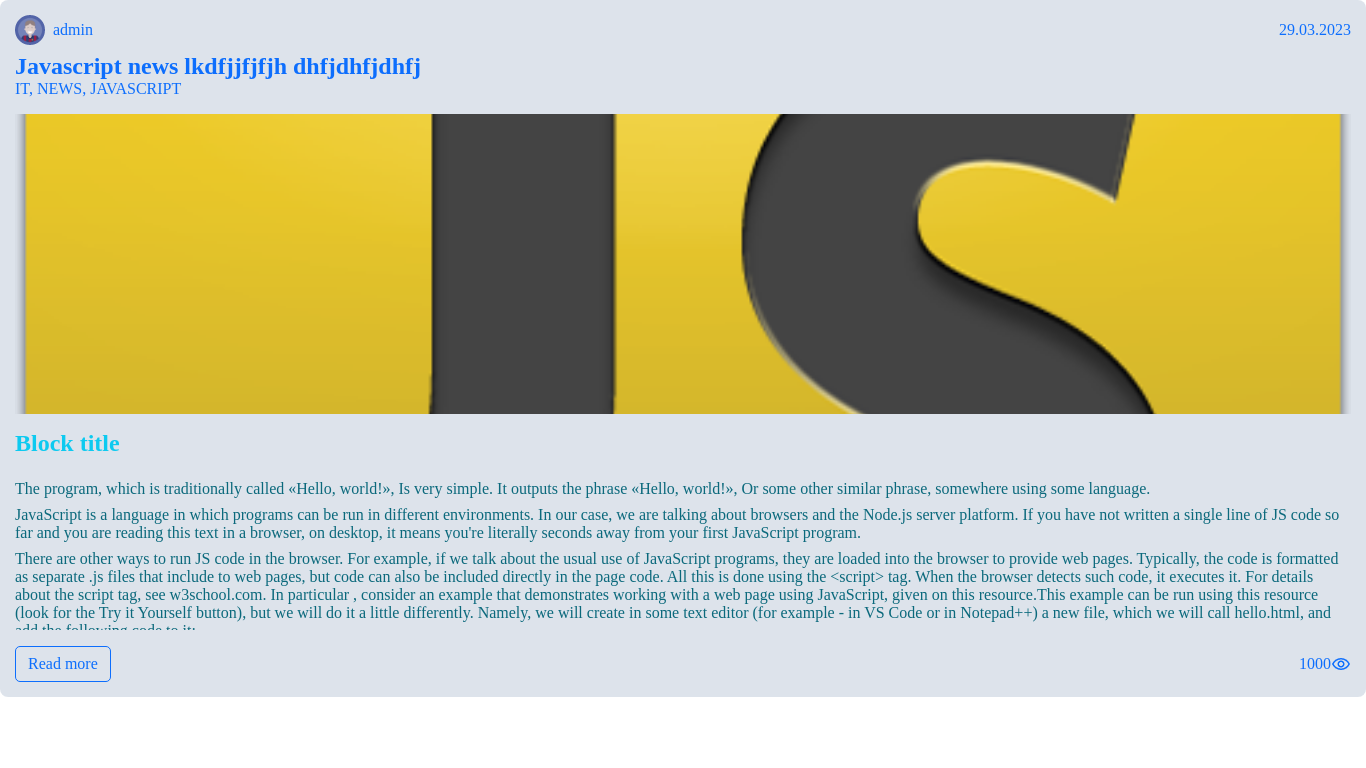 admin
29.03.2023
Javascript news lkdfjjfjfjh dhfjdhfjdhfj
IT, NEWS, JAVASCRIPT
JS
Block title
The program, which is traditionally called «Hello, world!», Is very simple. It outputs the phrase «Hello, world!», Or some other similar phrase, somewhere using some language.
JavaScript is a language in which programs can be run in different environments. In our case, we are talking about browsers and the Node.js server platform. If you have not written a single line of JS code so
far and you are reading this text in a browser, on desktop, it means you're literally seconds away from your first JavaScript program.
There are other ways to run JS code in the browser. For example, if we talk about the usual use of JavaScript programs, they are loaded into the browser to provide web pages. Typically, the code is formatted
as separate .js files that include to web pages, but code can also be included directly in the page code. All this is done using the <script> tag. When the browser detects such code, it executes it. For details
about the script tag, see w3school.com. In particular , consider an example that demonstrates working with a web page using JavaScript, given on this resource.This example can be run using this resource
(look for the Try it Yourself button), but we will do it a little differently. Namely, we will create in some text editor (for example - in VS Code or in Notepad++) a new file, which we will call hello.html, and
add the following code to it:
Read more
1000